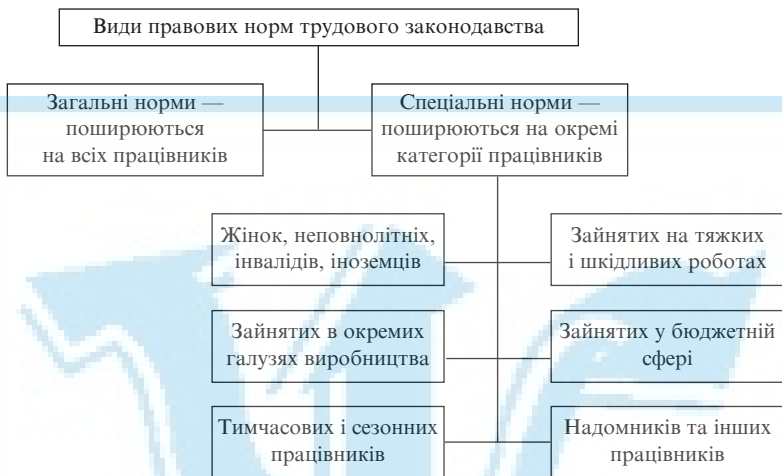 Види правових норм трудового законодавства
Загальні норми —
поширюються
на всіх працівників
Спеціальні норми —
поширюються на окремі
категорії працівників
Жінок, неповнолітніх,
інвалідів, іноземців
Зайнятих на тяжких
і шкідливих роботах
Зайнятих в окремих
галузях виробництва
Зайнятих у бюджетній
сфері
Тимчасових і сезонних
працівників
Надомників та інших
працівників